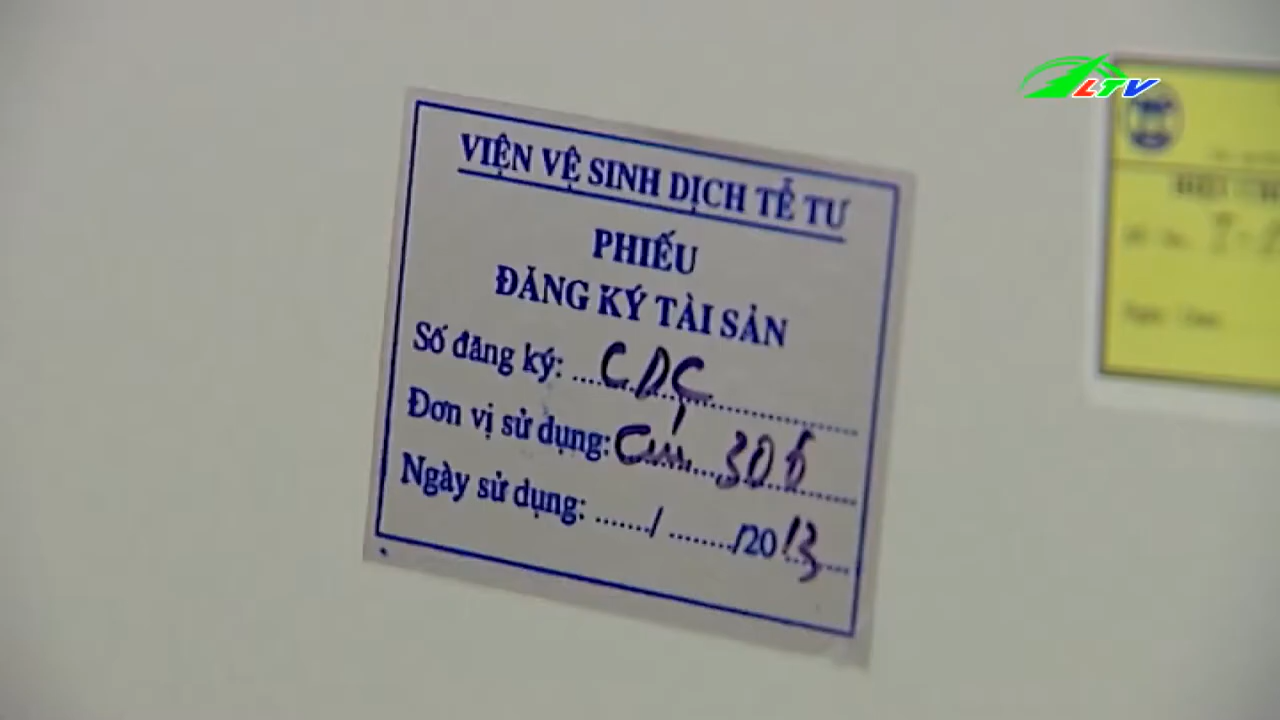 LTV
VIỆN VỆ SINH DỊCH TỄ TƯ
PHIẾU
ĐĂNG KÝ TÀI SẢN
Số đăng ký: ....CDC..................
Đơn vị sử dụng: Cúm 306
Ngày sử dụng: ......./ ......../2013